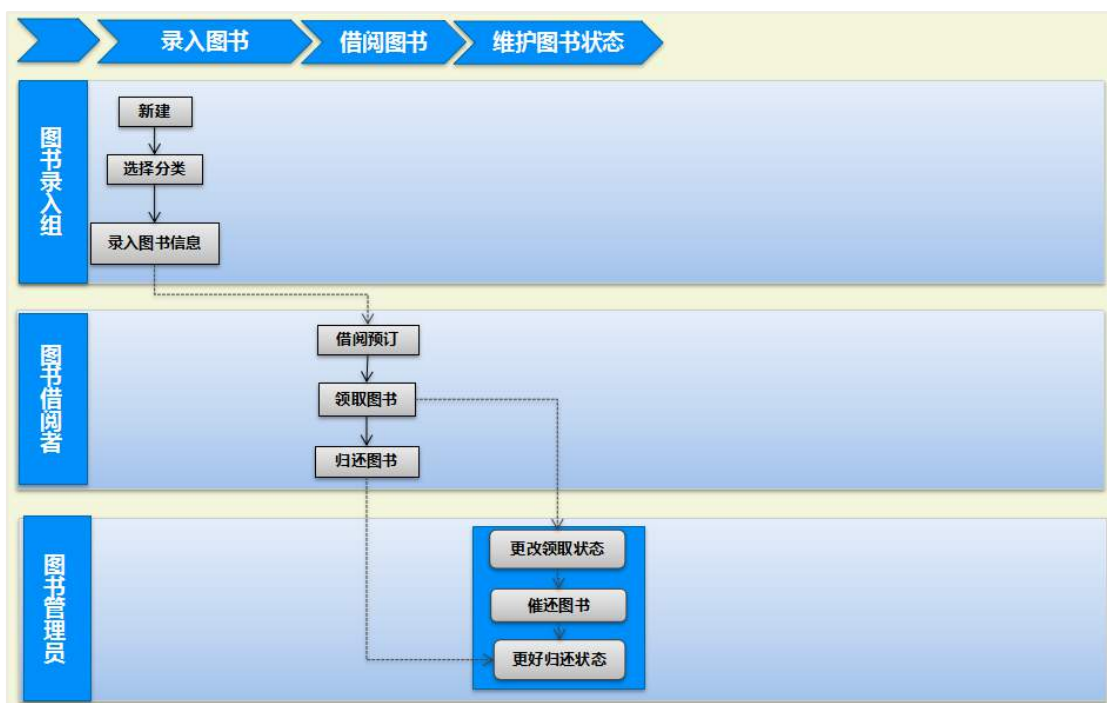 录入图书
借阅图书
维护图书状态
图书录入组
新建
选择分类
录入图书信息
图书借阅者
借阅预订
领取图书
归还图书
图书管理员
更改领取状态
催还图书
更好归还状态